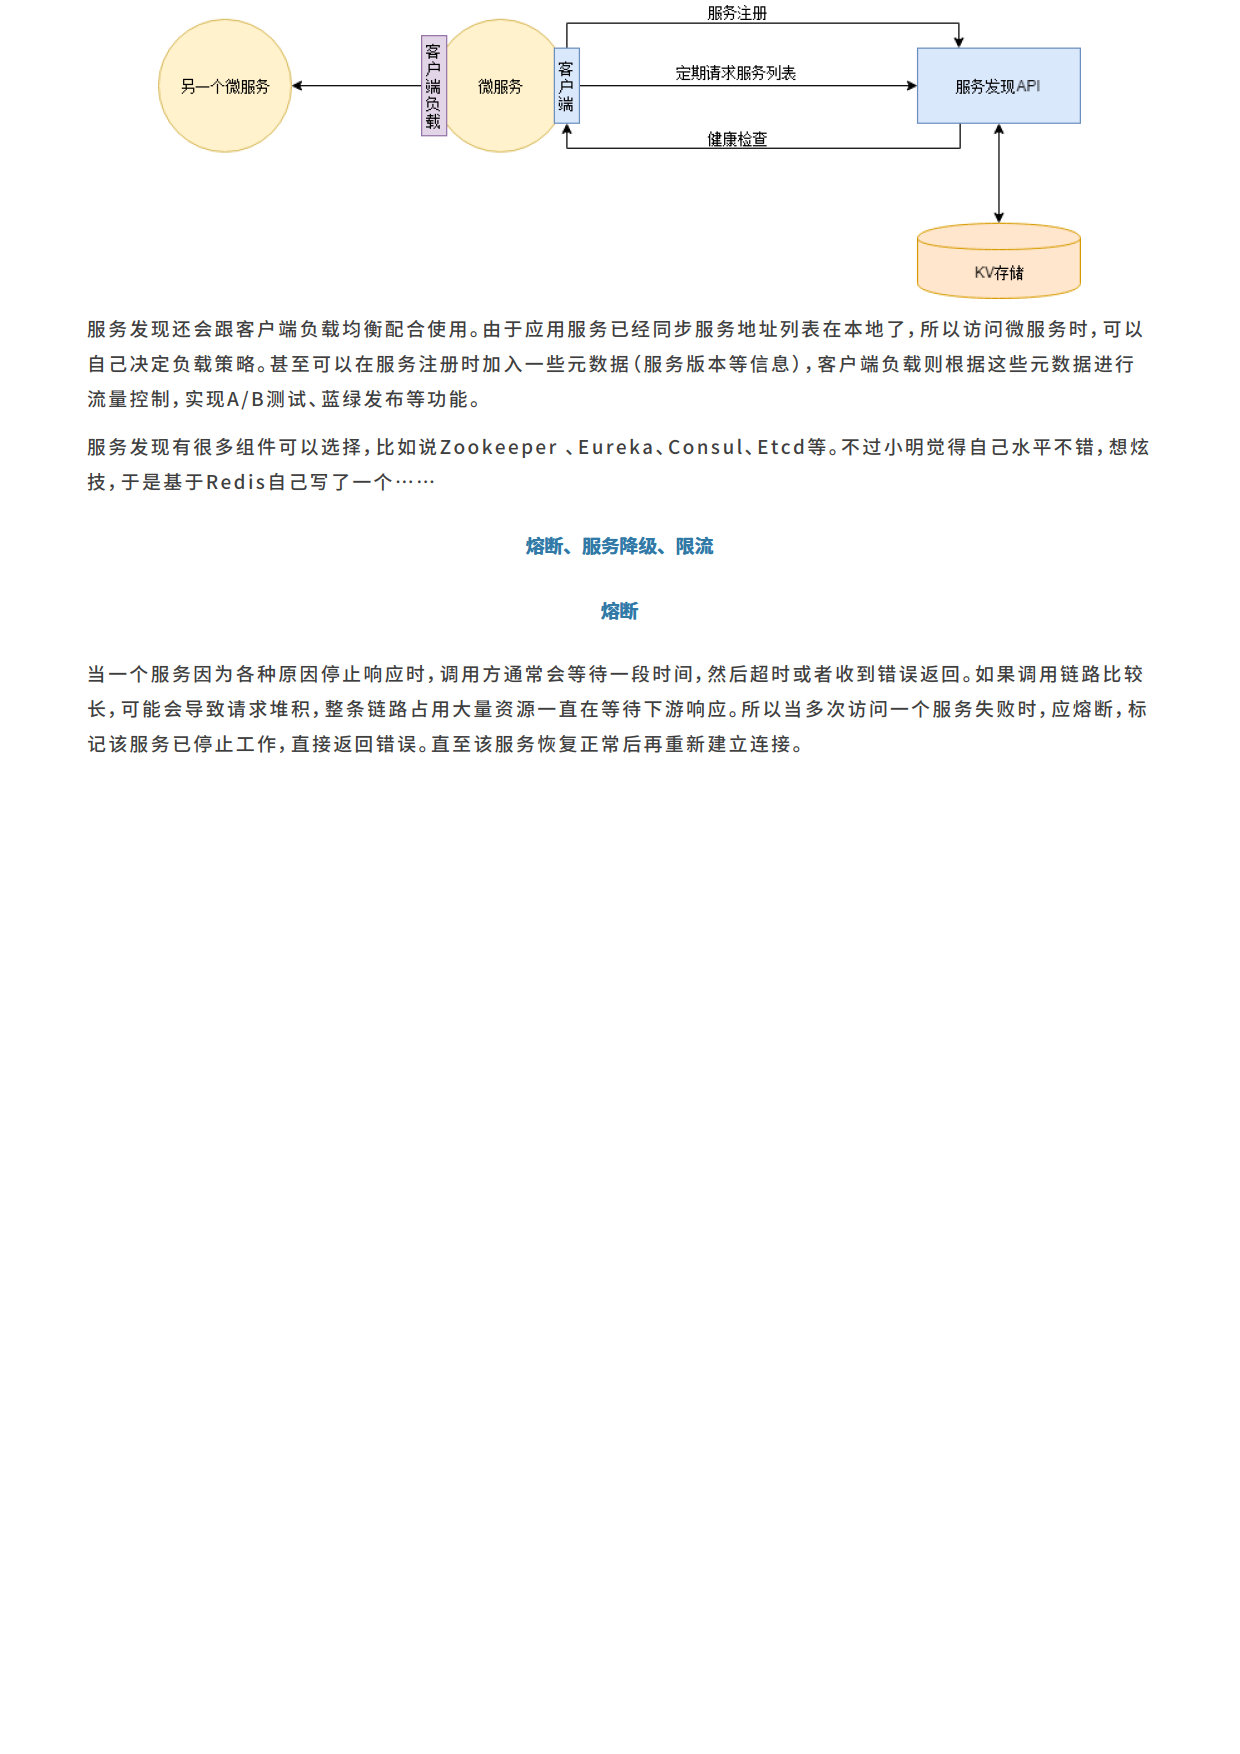 服务注册
另一个微服务
客户端负载
微服务
客户端
定期请求服务列表
服务发现API
健康检查
KV存储
服务发现还会跟客户端负载均衡配合使用。由于应用服务已经同步服务地址列表在本地了，所以访问微服务时，可以
自己决定负载策略。甚至可以在服务注册时加入一些元数据（服务版本等信息），客户端负载则根据这些元数据进行
流量控制，实现A/B测试、蓝绿发布等功能。
服务发现有很多组件可以选择，比如说Zookeeper 、Eureka、Consul、Etcd等。不过小明觉得自己水平不错，想炫
技，于是基于Redis自己写了一个……
熔断、服务降级、限流
熔断
当一个服务因为各种原因停止响应时，调用方通常会等待一段时间，然后超时或者收到错误返回。如果调用链路比较
长，可能会导致请求堆积，整条链路占用大量资源一直在等待下游响应。所以当多次访问一个服务失败时，应熔断，标
记该服务已停止工作，直接返回错误。直至该服务恢复正常后再重新建立连接。